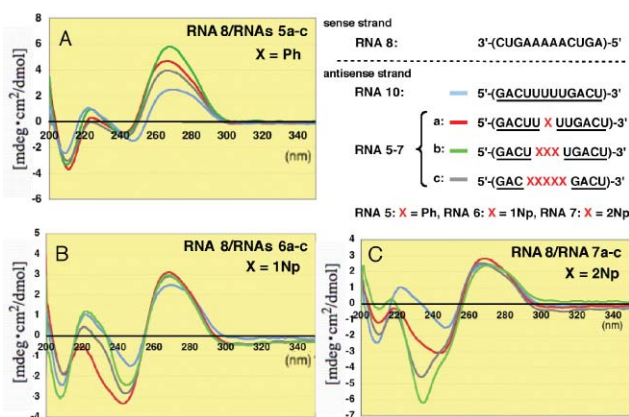 A
RNA 8/RNAs 5a-c
X = Ph
[mdeg•cm²/dmol]
8
6
4
2
0
-2
-4
-6
200 220 240 260 280 300 320 340
(nm)
sense strand
RNA 8: 3'-(CUGAAAAACUGA)-5'
antisense strand
RNA 10: 5'-(GACUUUUUGACU)-3'
RNA 5-7
a: 5'-(GACUU X UUGACU)-3'
b: 5'-(GACU XXX UGACU)-3'
c: 5'-(GAC XXXXX GACU)-3'
RNA 5: X = Ph, RNA 6: X = 1Np, RNA 7: X = 2Np
B
RNA 8/RNAs 6a-c
X = 1Np
[mdeg•cm²/dmol]
5
4
3
2
1
0
-1
-2
-3
-4
200 220 240 260 280 300 320 340
(nm)
C
RNA 8/RNA 7a-c
X = 2Np
[mdeg•cm²/dmol]
4
3
2
1
0
-1
-2
-3
-4
-5
-6
-7
200 220 240 260 280 300 320 340
(nm)